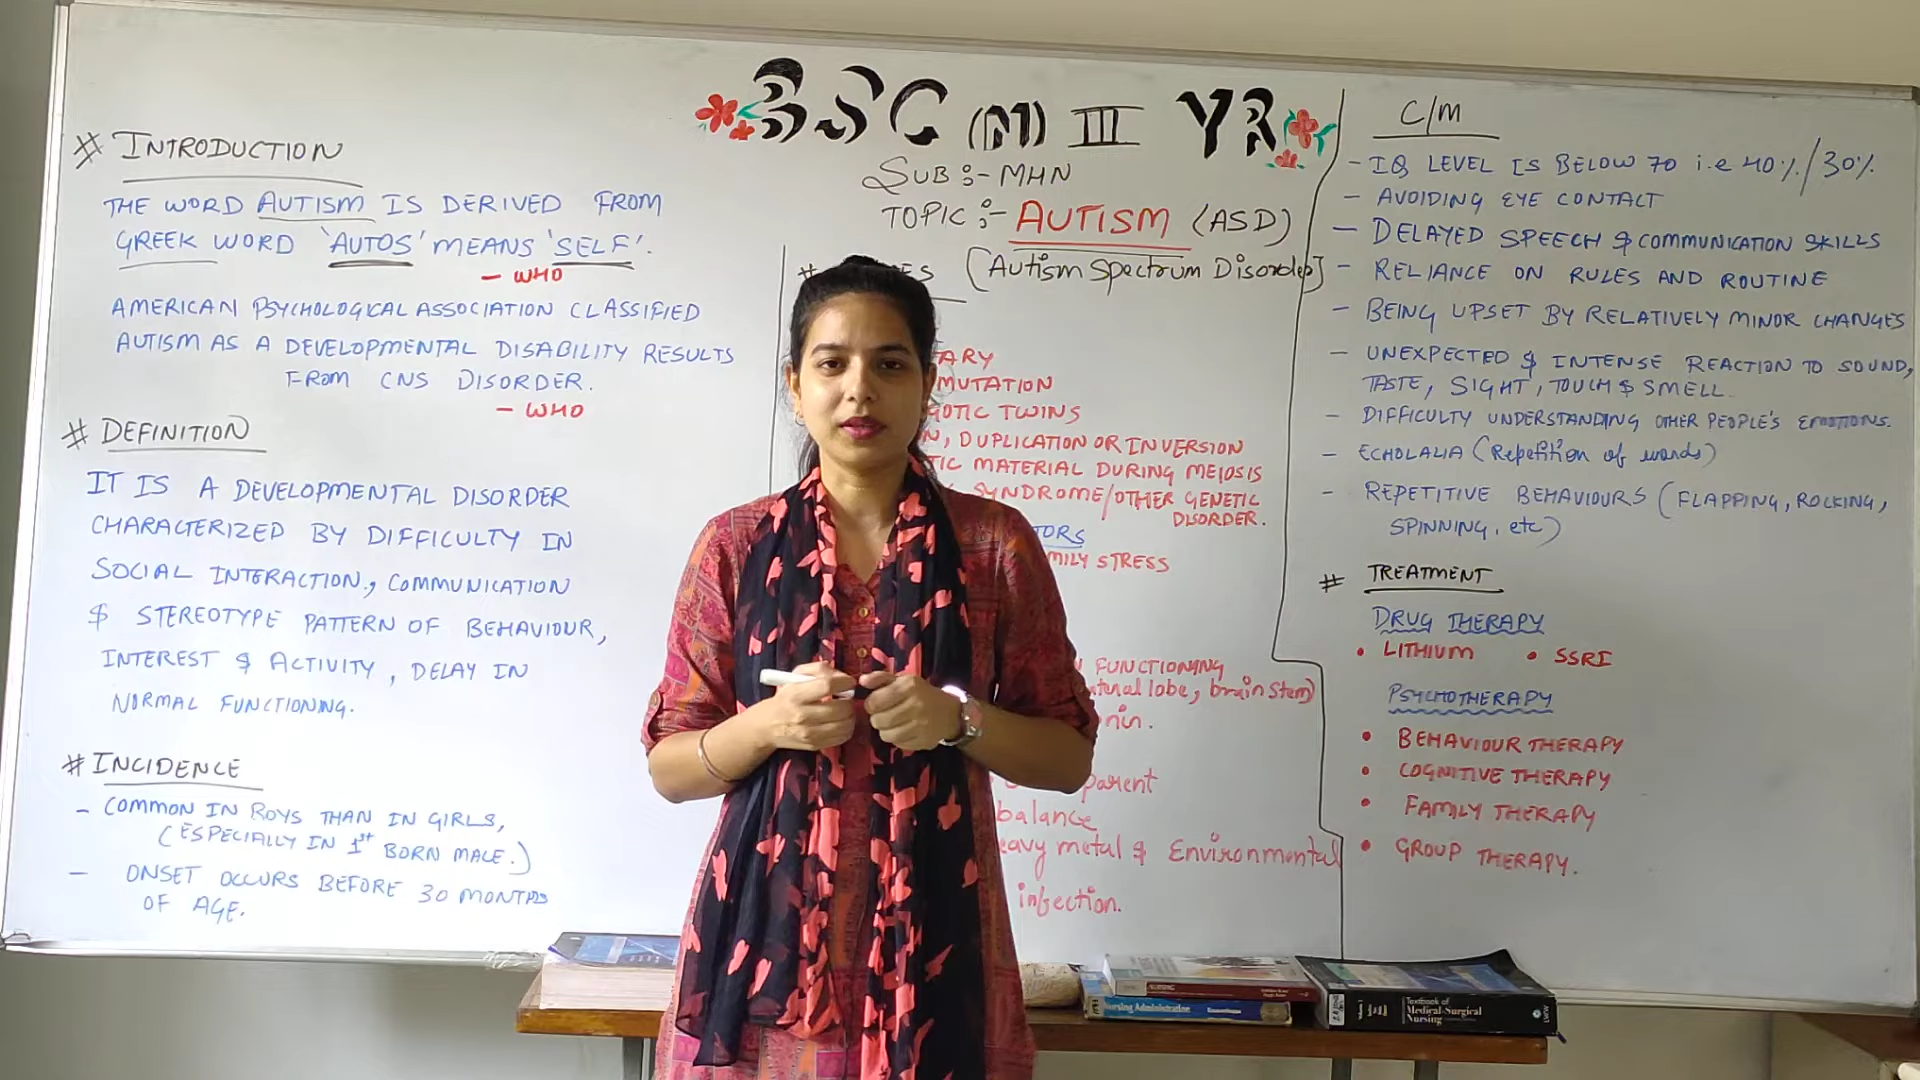 BSC (N) III YR
SUB :- MHN
TOPIC :- AUTISM (ASD)
(Autism Spectrum Disorder)
# INTRODUCTION
THE WORD AUTISM IS DERIVED FROM
GREEK WORD 'AUTOS' MEANS 'SELF'.
- WHO
AMERICAN PSYCHOLOGICAL ASSOCIATION CLASSIFIED
AUTISM AS A DEVELOPMENTAL DISABILITY RESULTS
FROM CNS DISORDER.
- WHO
# DEFINITION
IT IS A DEVELOPMENTAL DISORDER
CHARACTERIZED BY DIFFICULTY IN
SOCIAL INTERACTION, COMMUNICATION
& STEREOTYPE PATTERN OF BEHAVIOUR,
INTEREST & ACTIVITY, DELAY IN
NORMAL FUNCTIONING.
# INCIDENCE
- COMMON IN BOYS THAN IN GIRLS,
(ESPECIALLY IN 1st BORN MALE.)
- ONSET OCCURS BEFORE 30 MONTHS
OF AGE.
MUTATION
TWINS
, DUPLICATION OR INVERSION
MATERIAL DURING MEIOSIS
SYNDROME/OTHER GENETIC
DISORDER.
STRESS
FUNCTIONING
lobe, brain stem)
parent
metal & Environmental
infection.
C/M
- IQ LEVEL IS BELOW 70 i.e 40%/30%
- AVOIDING EYE CONTACT
- DELAYED SPEECH & COMMUNICATION SKILLS
- RELIANCE ON RULES AND ROUTINE
- BEING UPSET BY RELATIVELY MINOR CHANGES
- UNEXPECTED & INTENSE REACTION TO SOUND,
TASTE, SIGHT, TOUCH & SMELL.
- DIFFICULTY UNDERSTANDING OTHER PEOPLE'S EMOTIONS.
- ECHOLALIA (Repetition of words)
- REPETITIVE BEHAVIOURS (FLAPPING, ROCKING,
SPINNING, etc)
# TREATMENT
DRUG THERAPY
• LITHIUM • SSRI
PSYCHOTHERAPY
• BEHAVIOUR THERAPY
• COGNITIVE THERAPY
• FAMILY THERAPY
• GROUP THERAPY.
Nursing Administration
Textbook of
Medical-Surgical
Nursing